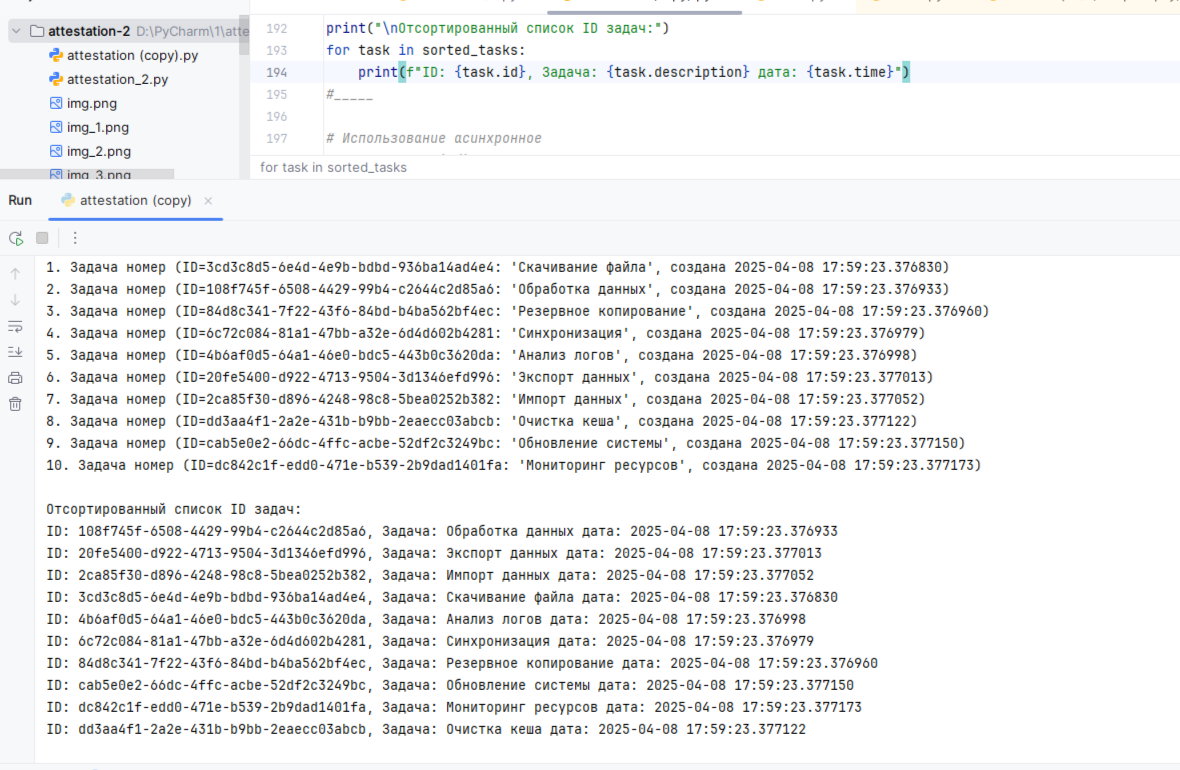 attestation-2 D:\PyCharm\1\atte
attestation (copy).py
attestation_2.py
img.png
img_1.png
img_2.png
img_3.png
192 print("\nОтсортированный список ID задач:")
193 for task in sorted_tasks:
194 print(f"ID: {task.id}, Задача: {task.description} дата: {task.time}")
195 #_____
196
197 # Использование асинхронное
for task in sorted_tasks
Run attestation (copy)
1. Задача номер (ID=3cd3c8d5-6e4d-4e9b-bdbd-936ba14ad4e4: 'Скачивание файла', создана 2025-04-08 17:59:23.376830)
2. Задача номер (ID=108f745f-6508-4429-99b4-c2644c2d85a6: 'Обработка данных', создана 2025-04-08 17:59:23.376933)
3. Задача номер (ID=84d8c341-7f22-43f6-84bd-b4ba562bf4ec: 'Резервное копирование', создана 2025-04-08 17:59:23.376960)
4. Задача номер (ID=6c72c084-81a1-47bb-a32e-6d4d602b4281: 'Синхронизация', создана 2025-04-08 17:59:23.376979)
5. Задача номер (ID=4b6af0d5-64a1-46e0-bdc5-443b0c3620da: 'Анализ логов', создана 2025-04-08 17:59:23.376998)
6. Задача номер (ID=20fe5400-d922-4713-9504-3d1346efd996: 'Экспорт данных', создана 2025-04-08 17:59:23.377013)
7. Задача номер (ID=2ca85f30-d896-4248-98c8-5bea0252b382: 'Импорт данных', создана 2025-04-08 17:59:23.377052)
8. Задача номер (ID=dd3aa4f1-2a2e-431b-b9bb-2eaecc03abcb: 'Очистка кеша', создана 2025-04-08 17:59:23.377122)
9. Задача номер (ID=cab5e0e2-66dc-4ffc-acbe-52df2c3249bc: 'Обновление системы', создана 2025-04-08 17:59:23.377150)
10. Задача номер (ID=dc842c1f-edd0-471e-b539-2b9dad1401fa: 'Мониторинг ресурсов', создана 2025-04-08 17:59:23.377173)
Отсортированный список ID задач:
ID: 108f745f-6508-4429-99b4-c2644c2d85a6, Задача: Обработка данных дата: 2025-04-08 17:59:23.376933
ID: 20fe5400-d922-4713-9504-3d1346efd996, Задача: Экспорт данных дата: 2025-04-08 17:59:23.377013
ID: 2ca85f30-d896-4248-98c8-5bea0252b382, Задача: Импорт данных дата: 2025-04-08 17:59:23.377052
ID: 3cd3c8d5-6e4d-4e9b-bdbd-936ba14ad4e4, Задача: Скачивание файла дата: 2025-04-08 17:59:23.376830
ID: 4b6af0d5-64a1-46e0-bdc5-443b0c3620da, Задача: Анализ логов дата: 2025-04-08 17:59:23.376998
ID: 6c72c084-81a1-47bb-a32e-6d4d602b4281, Задача: Синхронизация дата: 2025-04-08 17:59:23.376979
ID: 84d8c341-7f22-43f6-84bd-b4ba562bf4ec, Задача: Резервное копирование дата: 2025-04-08 17:59:23.376960
ID: cab5e0e2-66dc-4ffc-acbe-52df2c3249bc, Задача: Обновление системы дата: 2025-04-08 17:59:23.377150
ID: dc842c1f-edd0-471e-b539-2b9dad1401fa, Задача: Мониторинг ресурсов дата: 2025-04-08 17:59:23.377173
ID: dd3aa4f1-2a2e-431b-b9bb-2eaecc03abcb, Задача: Очистка кеша дата: 2025-04-08 17:59:23.377122